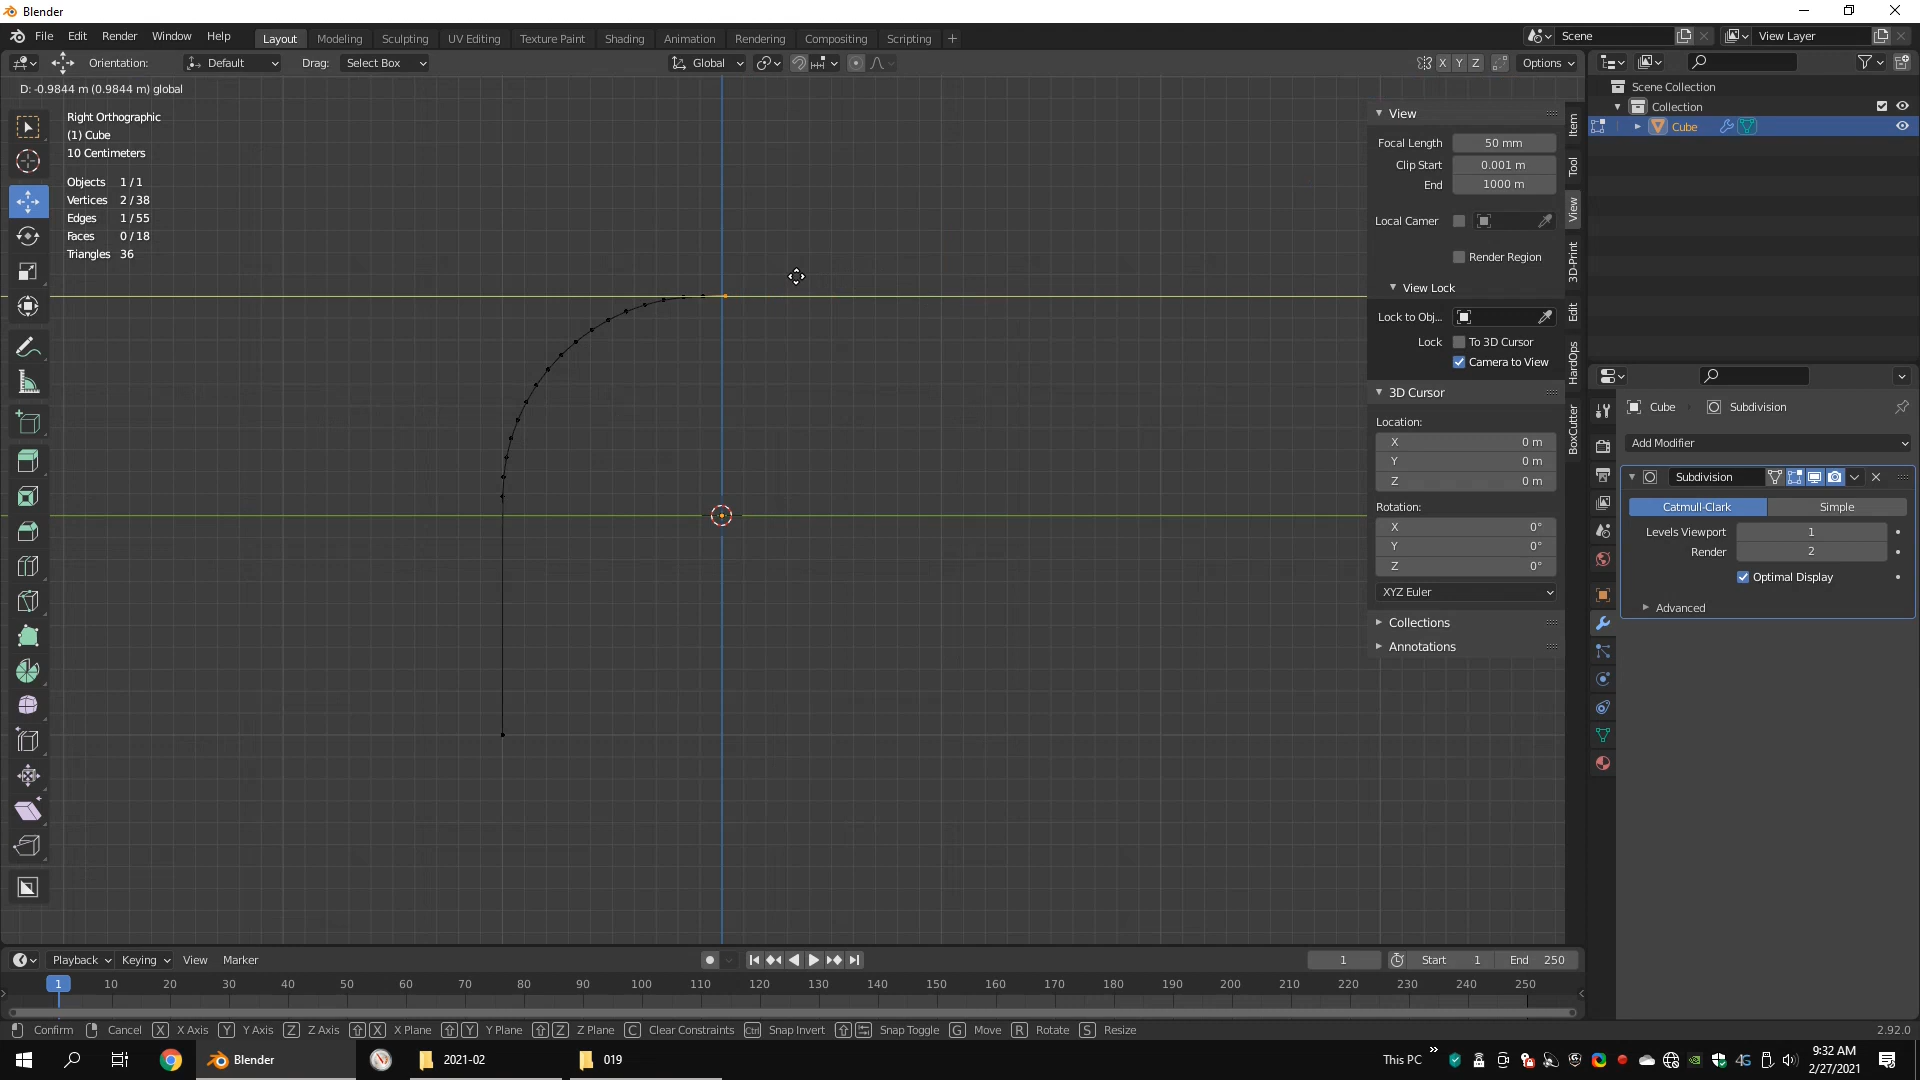 Blender
File Edit Render Window Help
Layout Modeling Sculpting UV Editing Texture Paint Shading Animation Rendering Compositing Scripting
Scene
View Layer
Orientation: Default Drag: Select Box
Global
X Y Z Options
D: -0.9844 m (0.9844 m) global
Right Orthographic
(1) Cube
10 Centimeters
Objects 1 / 1
Vertices 2 / 38
Edges 1 / 55
Faces 0 / 18
Triangles 36
View
Focal Length 50 mm
Clip Start 0.001 m
End 1000 m
Local Camer
Render Region
View Lock
Lock to Obj...
Lock To 3D Cursor
Camera to View
3D Cursor
Location:
X 0 m
Y 0 m
Z 0 m
Rotation:
X 0°
Y 0°
Z 0°
XYZ Euler
Collections
Annotations
Item
Tool
View
3D-Print
Edit
HardOps
BoxCutter
Scene Collection
Collection
Cube
Cube Subdivision
Add Modifier
Subdivision
Catmull-Clark Simple
Levels Viewport 1
Render 2
Optimal Display
Advanced
Playback Keying View Marker
1 Start 1 End 250
1 10 20 30 40 50 60 70 80 90 100 110 120 130 140 150 160 170 180 190 200 210 220 230 240 250
Confirm Cancel X X Axis Y Y Axis Z Z Axis X X Plane Y Y Plane Z Z Plane C Clear Constraints Ctrl Snap Invert Snap Toggle G Move R Rotate S Resize 2.92.0
Blender 2021-02 019 This PC
9:32 AM
2/27/2021